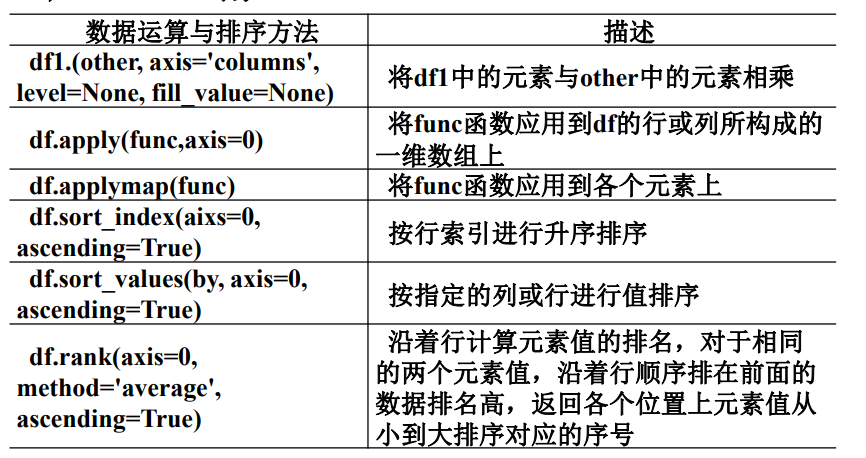 数据运算与排序方法
描述
df1.(other, axis='columns',
level=None, fill_value=None)
将df1中的元素与other中的元素相乘
df.apply(func,axis=0)
将func函数应用到df的行或列所构成的
一维数组上
df.applymap(func)
将func函数应用到各个元素上
df.sort_index(aixs=0,
ascending=True)
按行索引进行升序排序
df.sort_values(by, axis=0,
ascending=True)
按指定的列或行进行值排序
df.rank(axis=0,
method='average',
ascending=True)
沿着行计算元素值的排名，对于相同
的两个元素值，沿着行顺序排在前面的
数据排名高，返回各个位置上元素值从
小到大排序对应的序号